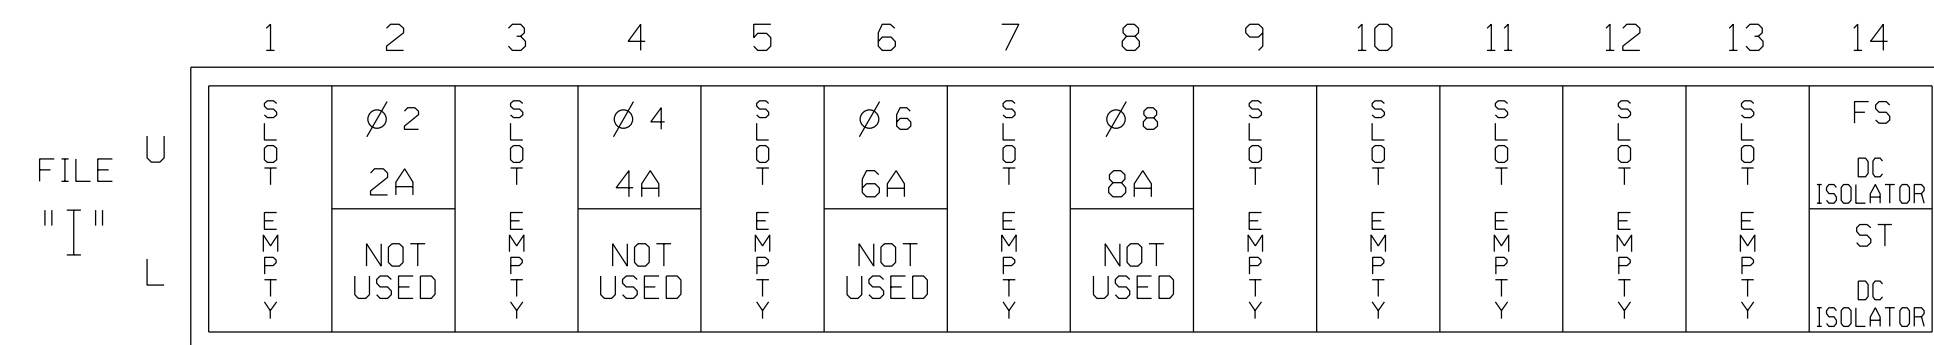 1 2 3 4 5 6 7 8 9 10 11 12 13 14
FILE "I"
U
L
SLOT EMPTY
Ø 2
2A
NOT USED
SLOT EMPTY
Ø 4
4A
NOT USED
SLOT EMPTY
Ø 6
6A
NOT USED
SLOT EMPTY
Ø 8
8A
NOT USED
SLOT EMPTY
SLOT EMPTY
SLOT EMPTY
SLOT EMPTY
SLOT EMPTY
FS
DC ISOLATOR
ST
DC ISOLATOR